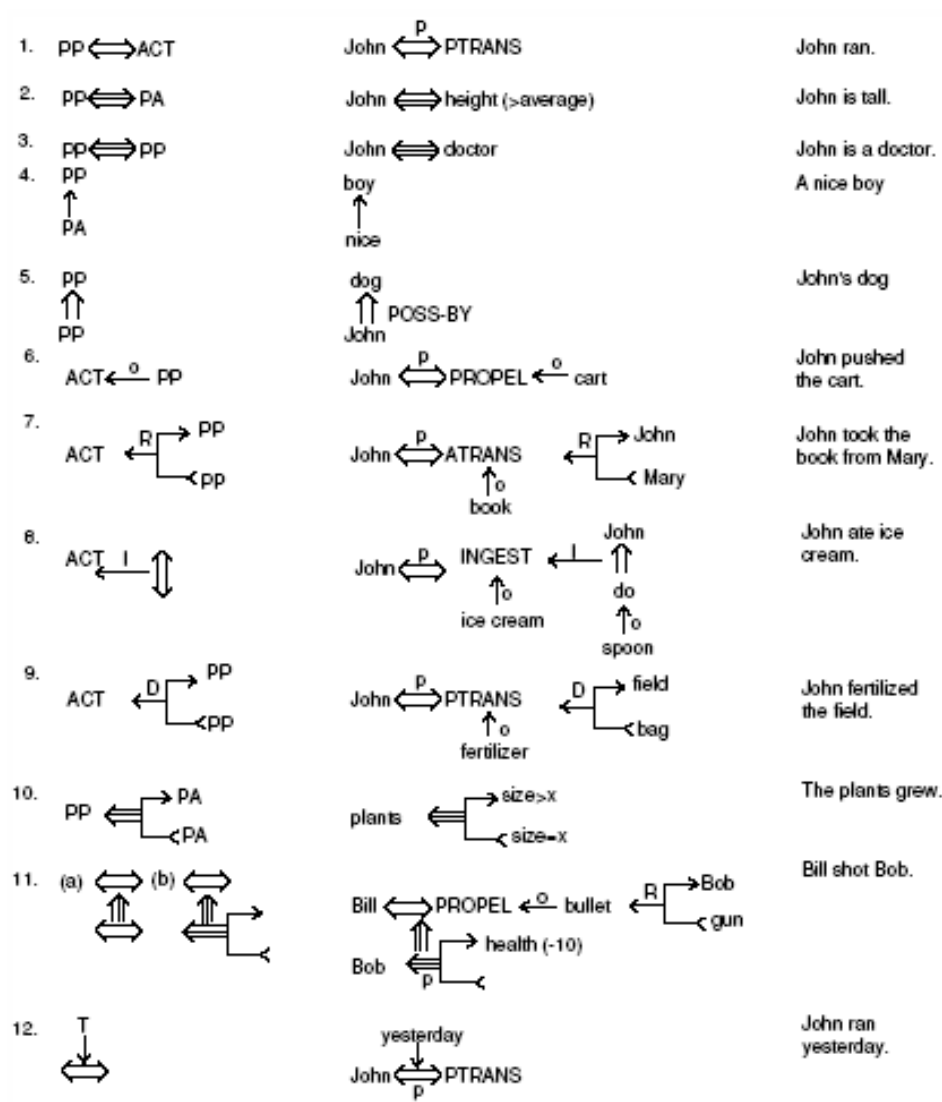 1. PP ACT John p PTRANS John ran.
2. PP PA John height (>average) John is tall.
3. PP PP John doctor John is a doctor.
4. PP boy A nice boy
PA nice
5. PP dog John's dog
POSS-BY
PP John
6. ACT o PP John p PROPEL o cart John pushed
the cart.
7. ACT R PP John p ATRANS R John John took the
PP o Mary book from Mary.
book
8. ACT I John p INGEST I John John ate ice
cream.
o do
ice cream o
spoon
9. ACT D PP John p PTRANS D field John fertilized
PP o bag the field.
fertilizer
10. PP PA plants size>x The plants grew.
PA size=x
11. (a) (b) Bill PROPEL o bullet R Bob Bill shot Bob.
gun
Bob p health (-10)
12. T yesterday John ran
yesterday.
John p PTRANS